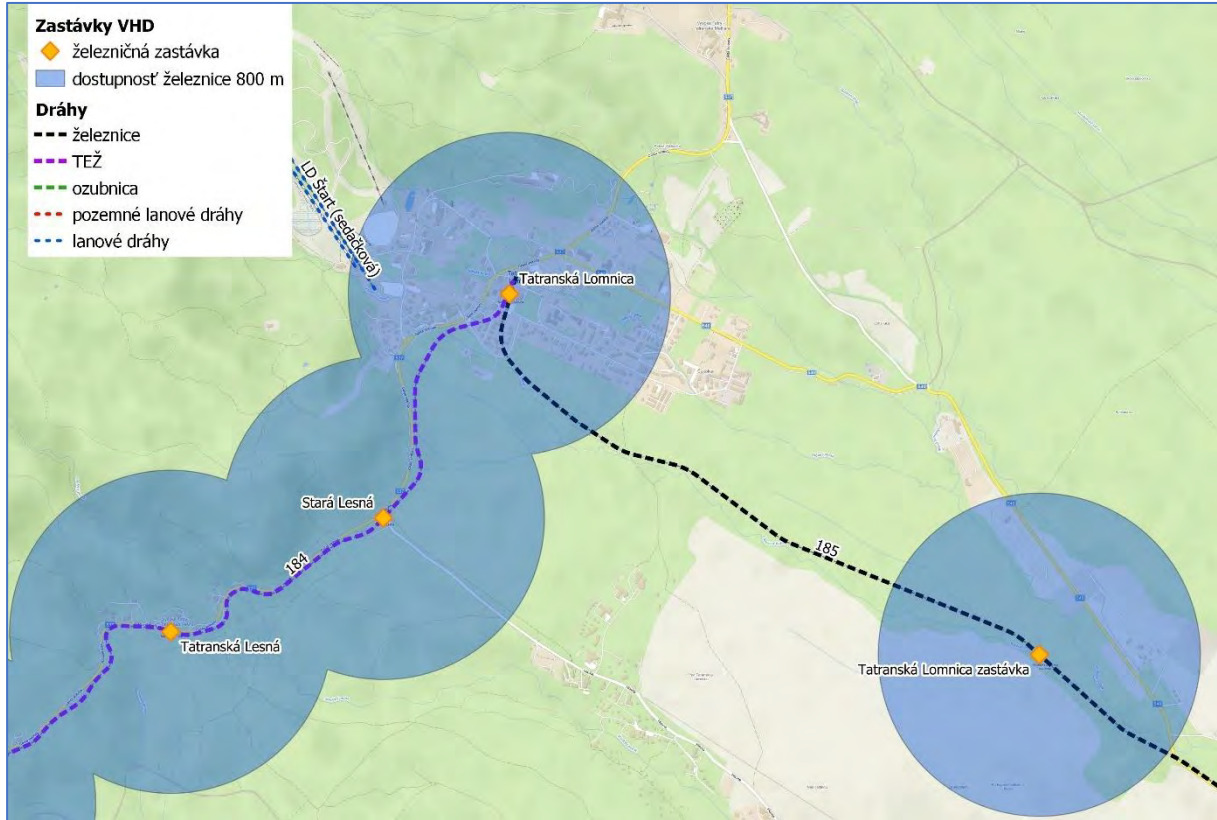 Zastávky VHD
železničná zastávka
dostupnosť železnice 800 m
Dráhy
železnice
TEŽ
ozubnica
pozemné lanové dráhy
lanové dráhy
LD Štart (sedačková)
Tatranská Lomnica
Stará Lesná
184
185
Tatranská Lesná
Tatranská Lomnica zastávka